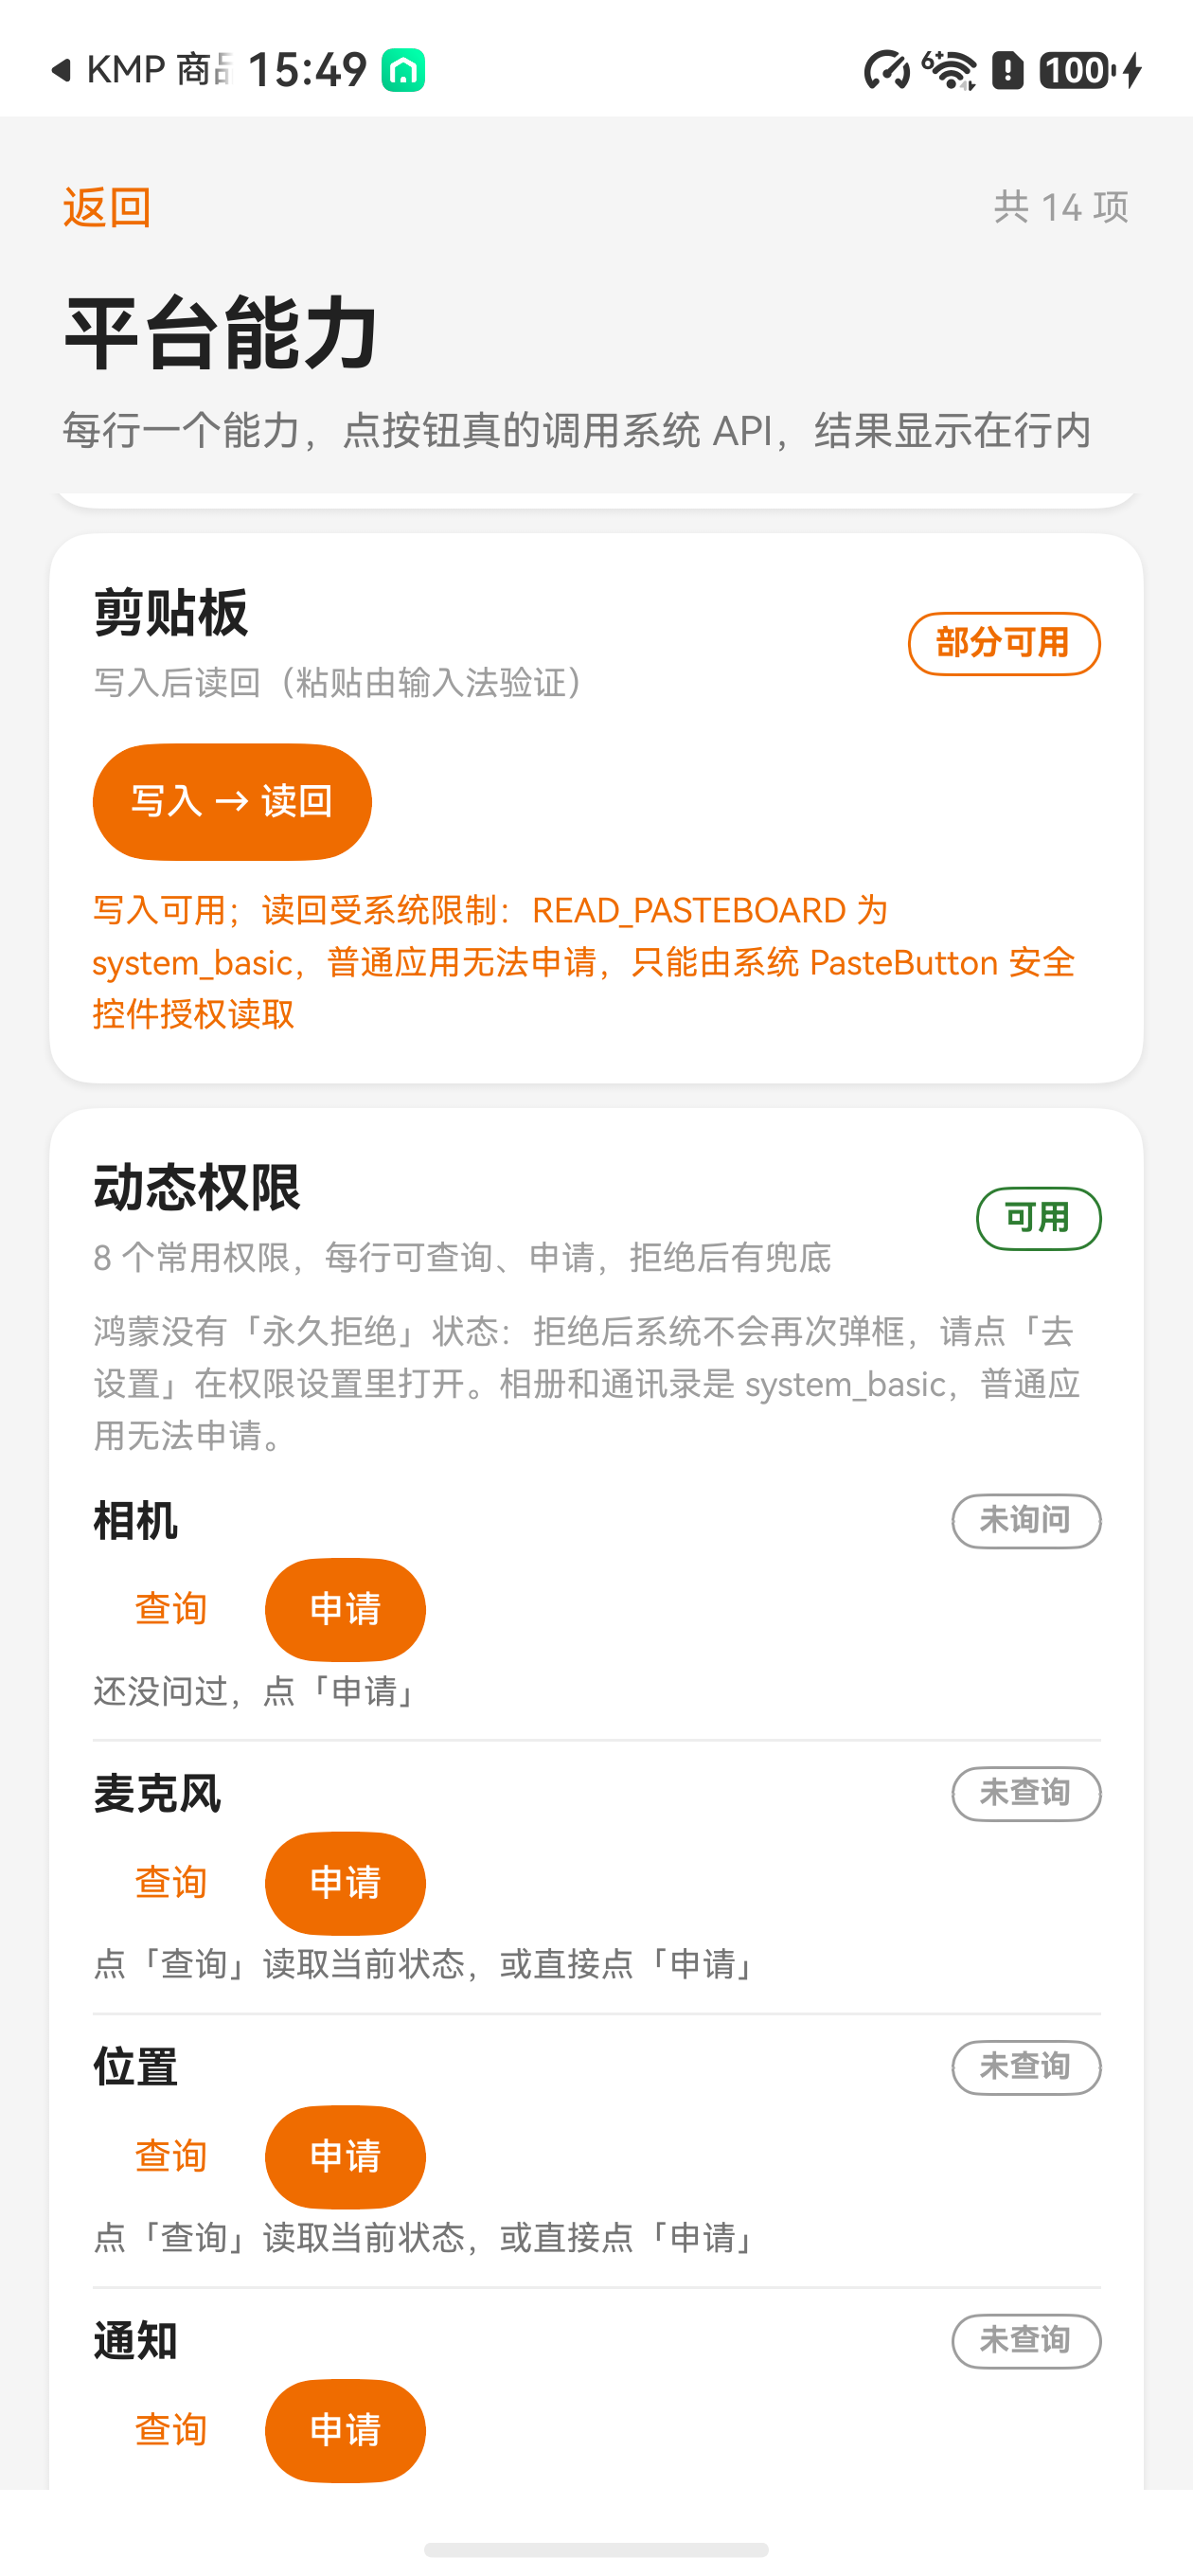 KMP 商品 15:49
100
返回
共 14 项
平台能力
每行一个能力，点按钮真的调用系统 API，结果显示在行内
剪贴板
部分可用
写入后读回（粘贴由输入法验证）
写入 → 读回
写入可用；读回受系统限制：READ_PASTEBOARD 为
system_basic，普通应用无法申请，只能由系统 PasteButton 安全
控件授权读取
动态权限
可用
8 个常用权限，每行可查询、申请，拒绝后有兜底
鸿蒙没有「永久拒绝」状态：拒绝后系统不会再次弹框，请点「去
设置」在权限设置里打开。相册和通讯录是 system_basic，普通应
用无法申请。
相机
未询问
查询 申请
还没问过，点「申请」
麦克风
未查询
查询 申请
点「查询」读取当前状态，或直接点「申请」
位置
未查询
查询 申请
点「查询」读取当前状态，或直接点「申请」
通知
未查询
查询 申请